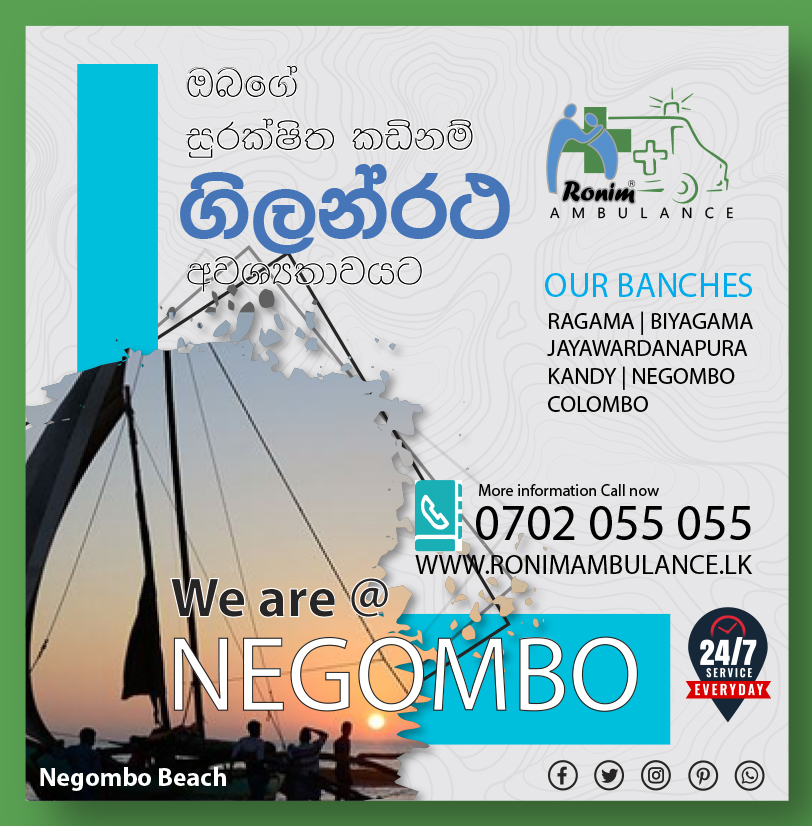 ඔබගේ
සුරක්ෂිත කඩිනම්
ගිලන්රථ
අවශ්‍යතාවයට
Ronim®
AMBULANCE
OUR BANCHES
RAGAMA | BIYAGAMA
JAYAWARDANAPURA
KANDY | NEGOMBO
COLOMBO
More information Call now
0702 055 055
WWW.RONIMAMBULANCE.LK
We are @
NEGOMBO
24/7
SERVICE
EVERYDAY
Negombo Beach